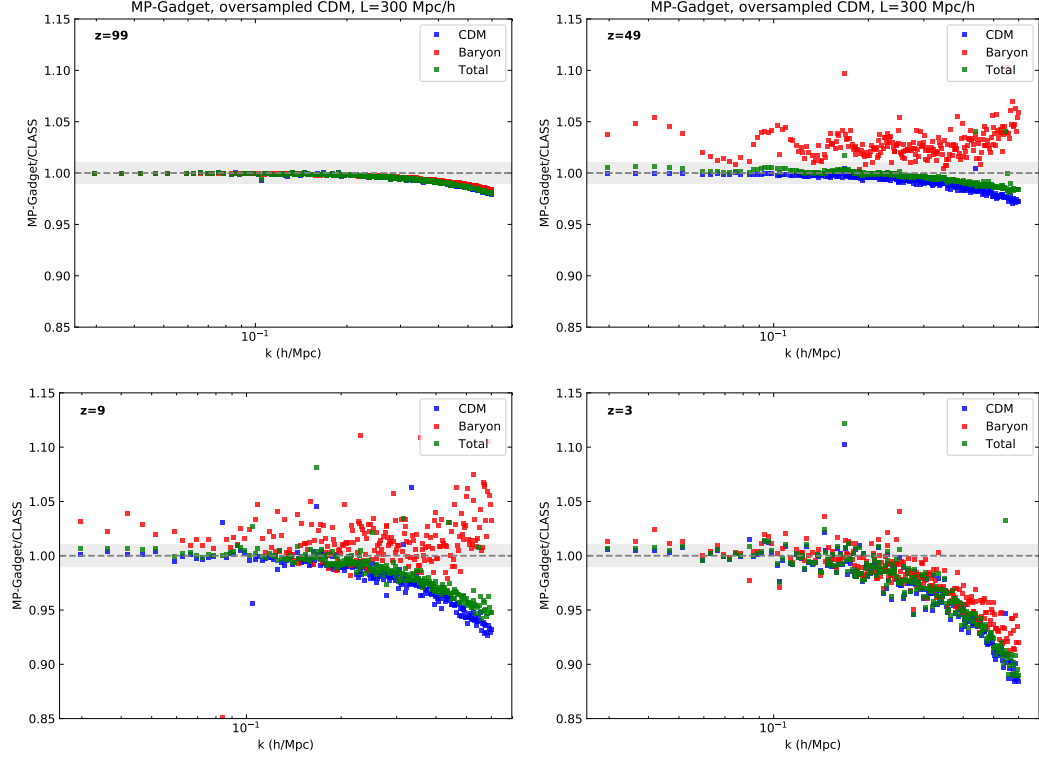 MP-Gadget, oversampled CDM, L=300 Mpc/h
z=99
CDM
Baryon
Total
1.15
1.10
1.05
1.00
0.95
0.90
0.85
MP-Gadget/CLASS
10⁻¹
k (h/Mpc)
MP-Gadget, oversampled CDM, L=300 Mpc/h
z=49
CDM
Baryon
Total
1.15
1.10
1.05
1.00
0.95
0.90
0.85
MP-Gadget/CLASS
10⁻¹
k (h/Mpc)
z=9
CDM
Baryon
Total
1.15
1.10
1.05
1.00
0.95
0.90
0.85
MP-Gadget/CLASS
10⁻¹
k (h/Mpc)
z=3
CDM
Baryon
Total
1.15
1.10
1.05
1.00
0.95
0.90
0.85
MP-Gadget/CLASS
10⁻¹
k (h/Mpc)